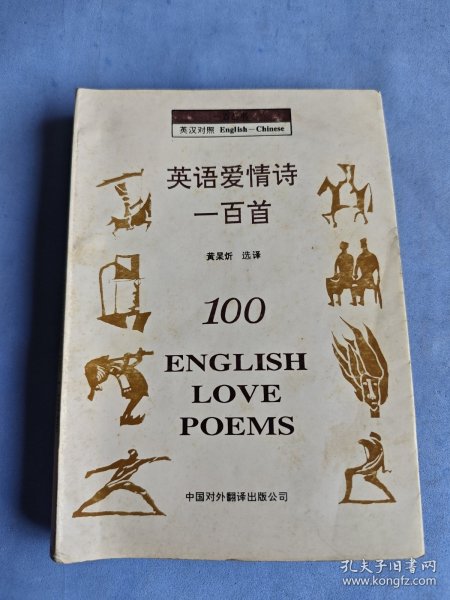 英汉对照 English－Chinese
英语爱情诗
一百首
黄杲炘 选译
100
ENGLISH
LOVE
POEMS
中国对外翻译出版公司
孔夫子旧书网
www.kongfz.com